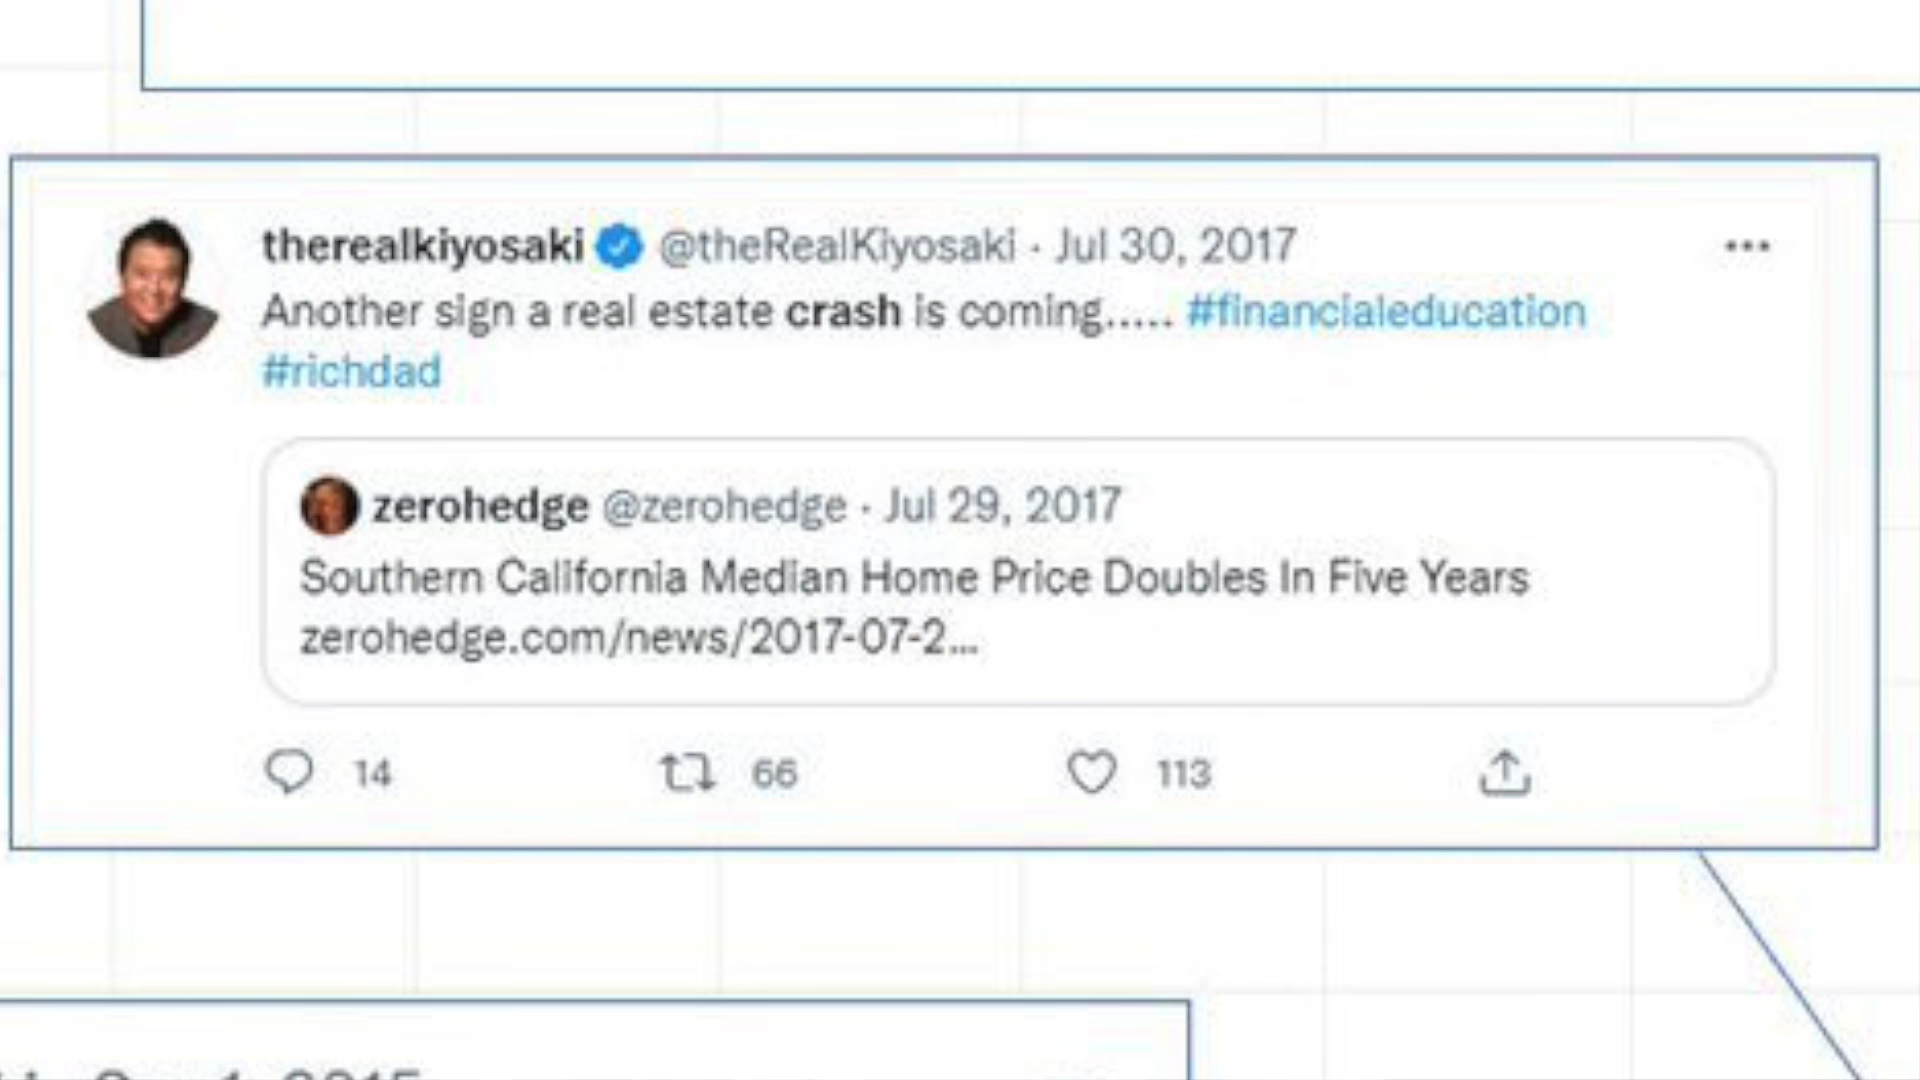 therealkiyosaki @theRealKiyosaki · Jul 30, 2017
Another sign a real estate crash is coming..... #financialeducation
#richdad
zerohedge @zerohedge · Jul 29, 2017
Southern California Median Home Price Doubles In Five Years
zerohedge.com/news/2017-07-2...
14 66 113
2015